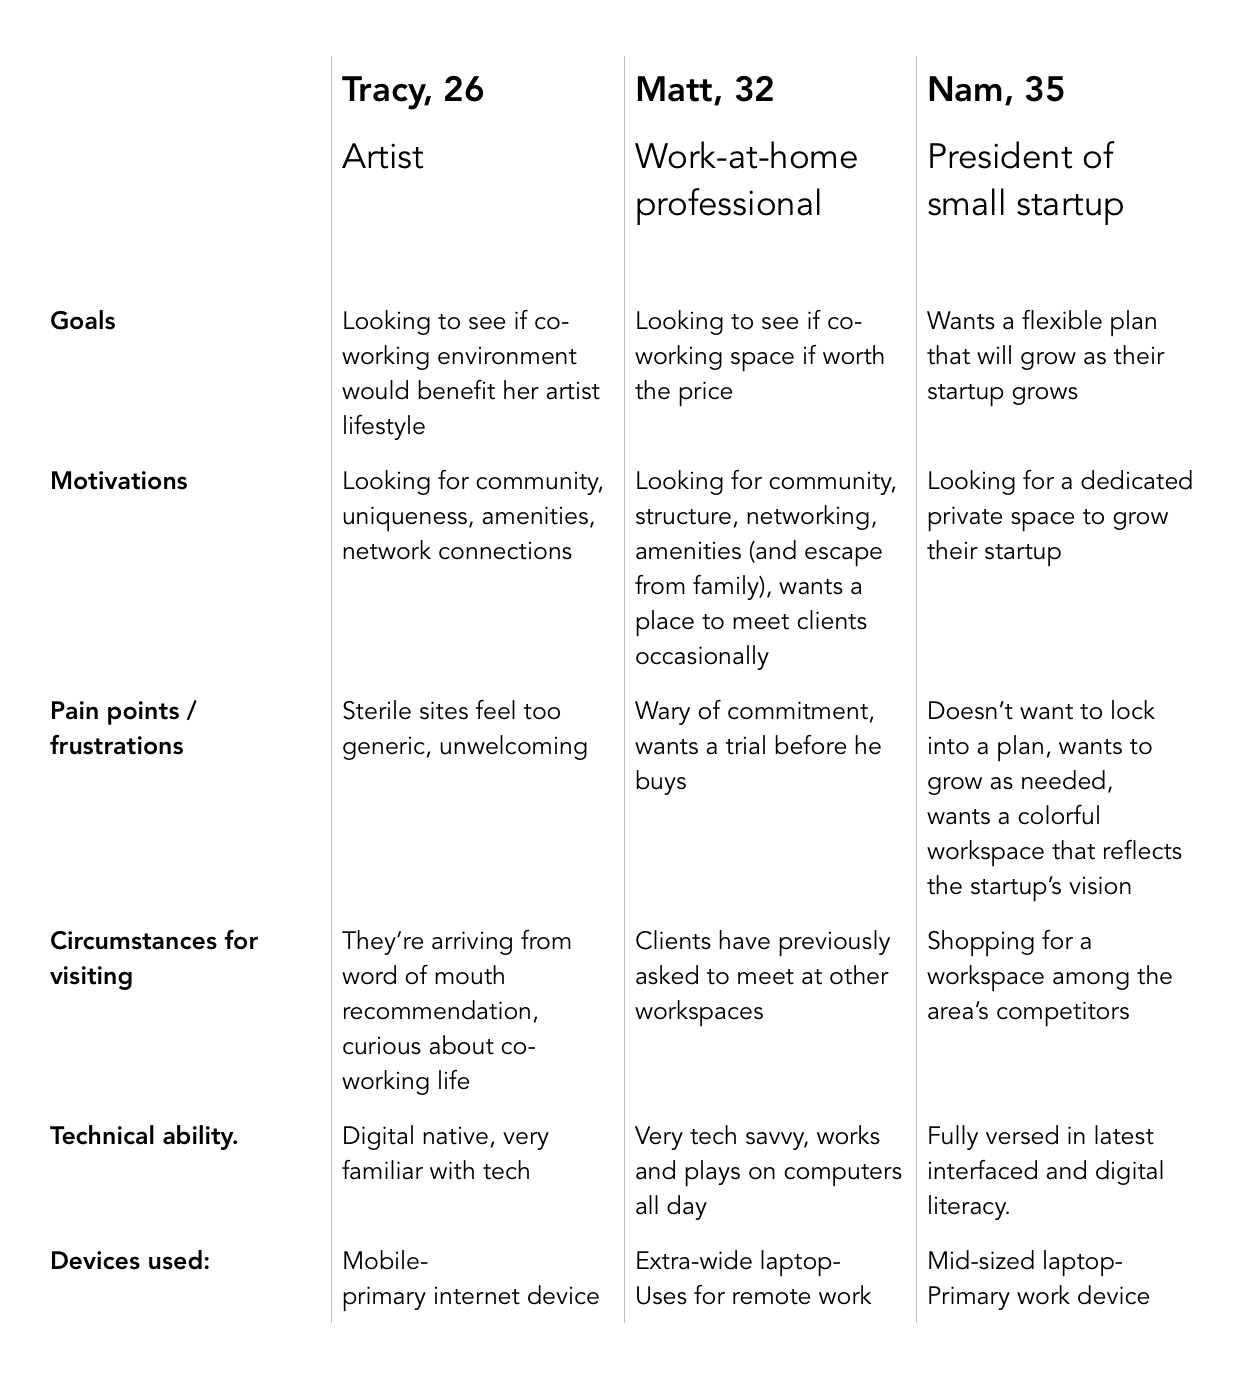 Tracy, 26
Artist
Matt, 32
Work-at-home
professional
Nam, 35
President of
small startup
Goals
Looking to see if co-
working environment
would benefit her artist
lifestyle
Looking to see if co-
working space if worth
the price
Wants a flexible plan
that will grow as their
startup grows
Motivations
Looking for community,
uniqueness, amenities,
network connections
Looking for community,
structure, networking,
amenities (and escape
from family), wants a
place to meet clients
occasionally
Looking for a dedicated
private space to grow
their startup
Pain points /
frustrations
Sterile sites feel too
generic, unwelcoming
Wary of commitment,
wants a trial before he
buys
Doesn’t want to lock
into a plan, wants to
grow as needed,
wants a colorful
workspace that reflects
the startup’s vision
Circumstances for
visiting
They’re arriving from
word of mouth
recommendation,
curious about co-
working life
Clients have previously
asked to meet at other
workspaces
Shopping for a
workspace among the
area’s competitors
Technical ability.
Digital native, very
familiar with tech
Very tech savvy, works
and plays on computers
all day
Fully versed in latest
interfaced and digital
literacy.
Devices used:
Mobile-
primary internet device
Extra-wide laptop-
Uses for remote work
Mid-sized laptop-
Primary work device